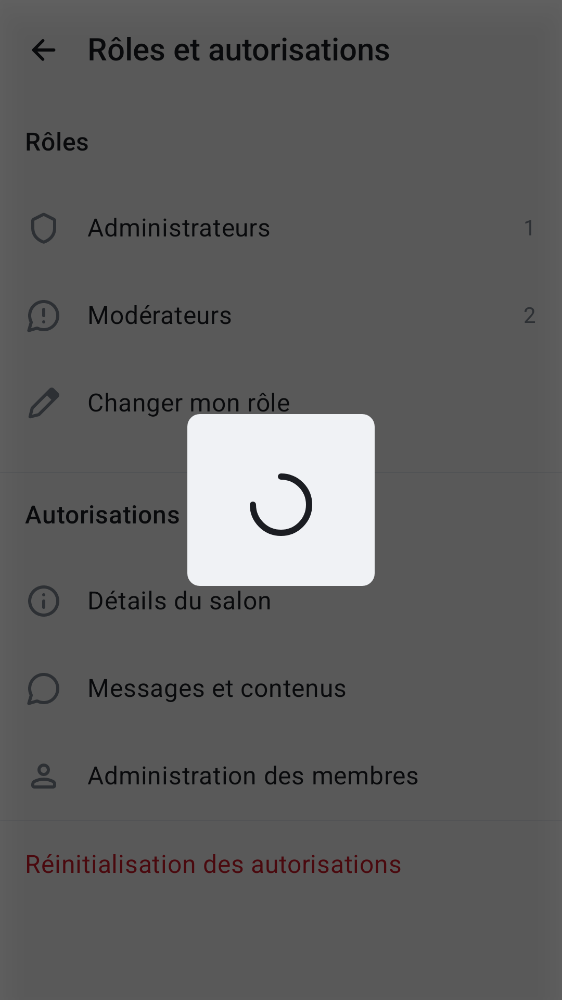 Rôles et autorisations
Rôles
Administrateurs 1
Modérateurs 2
Changer mon rôle
Autorisations
Détails du salon
Messages et contenus
Administration des membres
Réinitialisation des autorisations